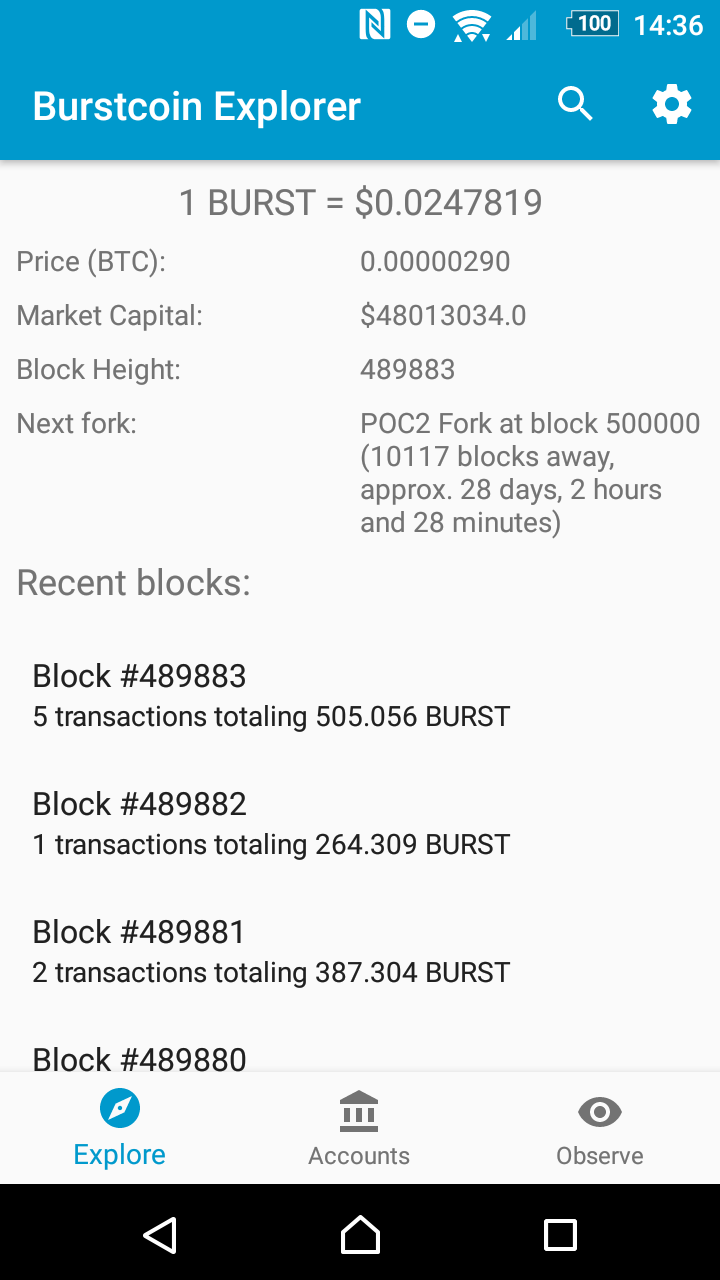 100 14:36
Burstcoin Explorer
1 BURST = $0.0247819
Price (BTC): 0.00000290
Market Capital: $48013034.0
Block Height: 489883
Next fork: POC2 Fork at block 500000
(10117 blocks away,
approx. 28 days, 2 hours
and 28 minutes)
Recent blocks:
Block #489883
5 transactions totaling 505.056 BURST
Block #489882
1 transactions totaling 264.309 BURST
Block #489881
2 transactions totaling 387.304 BURST
Block #489880
Explore Accounts Observe